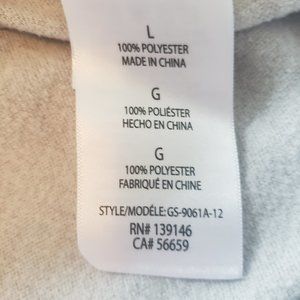 L
100% POLYESTER
MADE IN CHINA
G
100% POLIÉSTER
HECHO EN CHINA
G
100% POLYESTER
FABRIQUÉ EN CHINE
STYLE/MODÉLE:GS-9061A-12
RN# 139146
CA# 56659